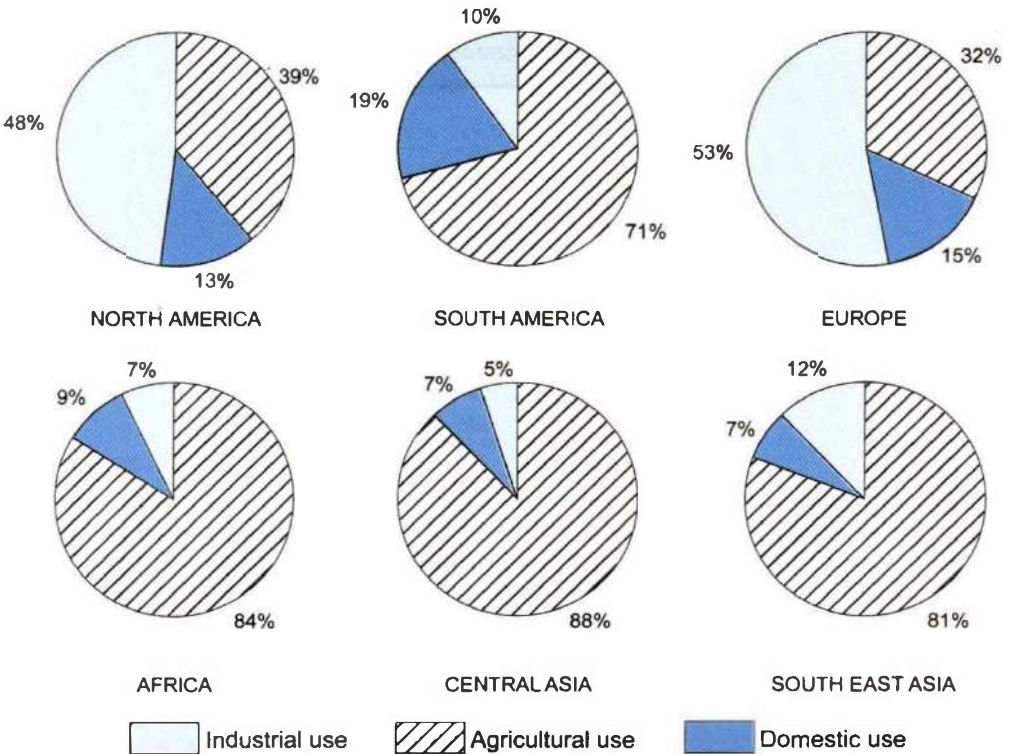 10%
39%
32%
19%
48%
53%
71%
15%
13%
NORTH AMERICA
SOUTH AMERICA
EUROPE
7%
5%
12%
9%
7%
7%
84%
88%
81%
AFRICA
CENTRAL ASIA
SOUTH EAST ASIA
Industrial use
Agricultural use
Domestic use